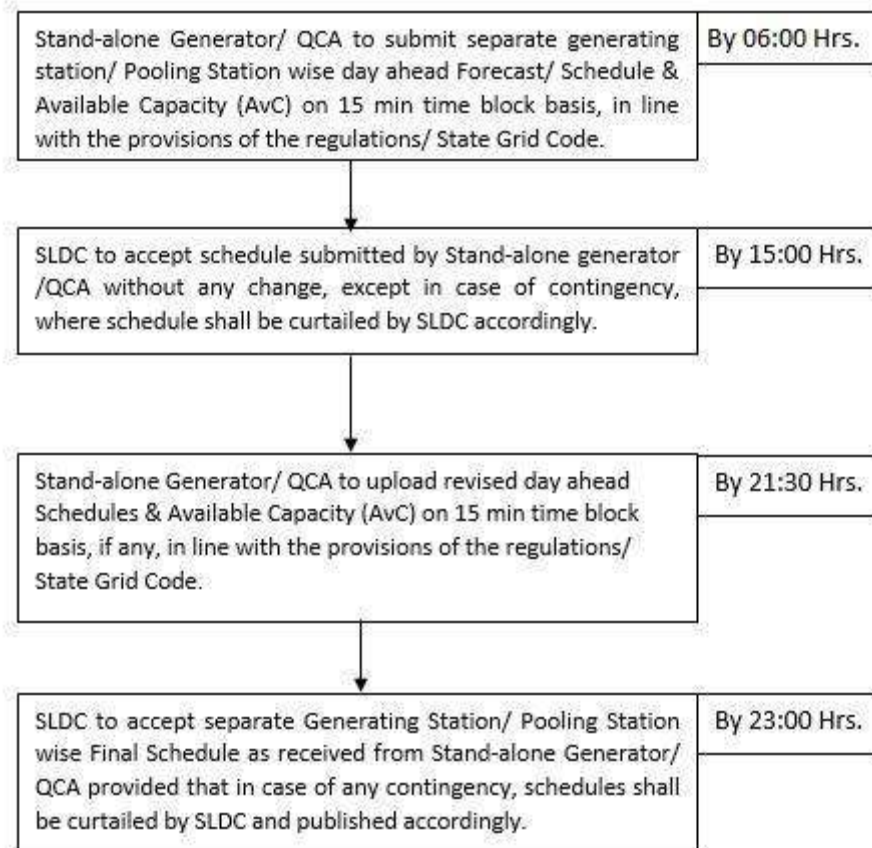 Stand-alone Generator/ QCA to submit separate generating
station/ Pooling Station wise day ahead Forecast/ Schedule &
Available Capacity (AvC) on 15 min time block basis, in line
with the provisions of the regulations/ State Grid Code.
By 06:00 Hrs.
SLDC to accept schedule submitted by Stand-alone generator
/QCA without any change, except in case of contingency,
where schedule shall be curtailed by SLDC accordingly.
By 15:00 Hrs.
Stand-alone Generator/ QCA to upload revised day ahead
Schedules & Available Capacity (AvC) on 15 min time block
basis, if any, in line with the provisions of the regulations/
State Grid Code.
By 21:30 Hrs.
SLDC to accept separate Generating Station/ Pooling Station
wise Final Schedule as received from Stand-alone Generator/
QCA provided that in case of any contingency, schedules shall
be curtailed by SLDC and published accordingly.
By 23:00 Hrs.